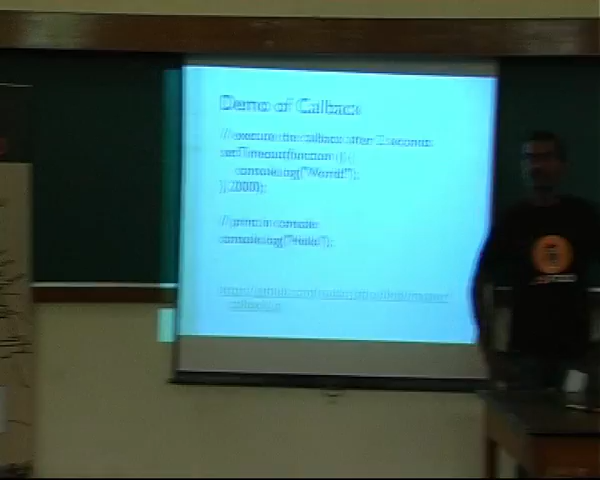 Demo of Callback
// execute the callback after 2 seconds
setTimeout(function () {
console.log("World!");
}, 2000);
// print in console
console.log("Hello");